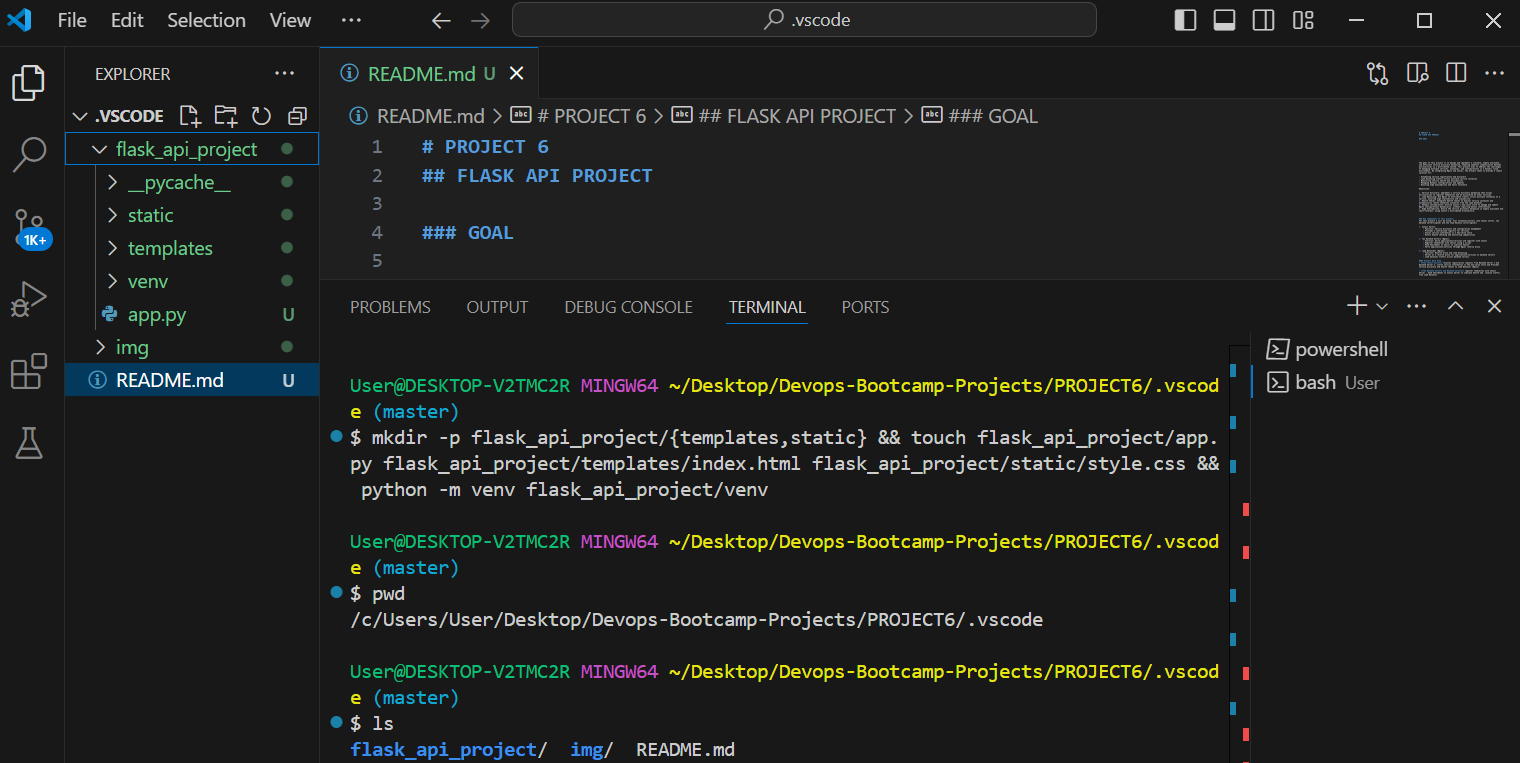 File Edit Selection View ··· .vscode
EXPLORER ···
.VSCODE
flask_api_project
__pycache__
static
templates
venv
app.py U
img
README.md U
1K+
README.md U
README.md > # PROJECT 6 > ## FLASK API PROJECT > ### GOAL
1 # PROJECT 6
2 ## FLASK API PROJECT
3
4 ### GOAL
5
PROBLEMS OUTPUT DEBUG CONSOLE TERMINAL PORTS
User@DESKTOP-V2TMC2R MINGW64 ~/Desktop/Devops-Bootcamp-Projects/PROJECT6/.vscod
e (master)
$ mkdir -p flask_api_project/{templates,static} && touch flask_api_project/app.
py flask_api_project/templates/index.html flask_api_project/static/style.css &&
python -m venv flask_api_project/venv
User@DESKTOP-V2TMC2R MINGW64 ~/Desktop/Devops-Bootcamp-Projects/PROJECT6/.vscod
e (master)
$ pwd
/c/Users/User/Desktop/Devops-Bootcamp-Projects/PROJECT6/.vscode
User@DESKTOP-V2TMC2R MINGW64 ~/Desktop/Devops-Bootcamp-Projects/PROJECT6/.vscod
e (master)
$ ls
flask_api_project/ img/ README.md
powershell
bash User